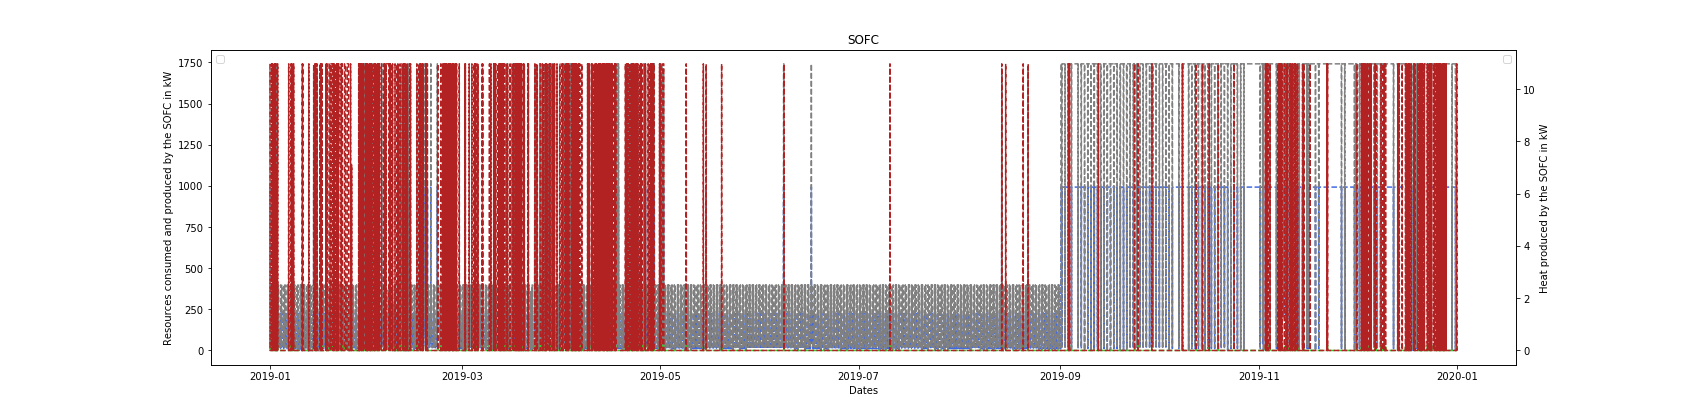 SOFC
Resources consumed and produced by the SOFC in kW
1750
1500
1250
1000
750
500
250
0
10
8
6
4
2
0
Heat produced by the SOFC in kW
2019-01 2019-03 2019-05 2019-07 2019-09 2019-11 2020-01
Dates